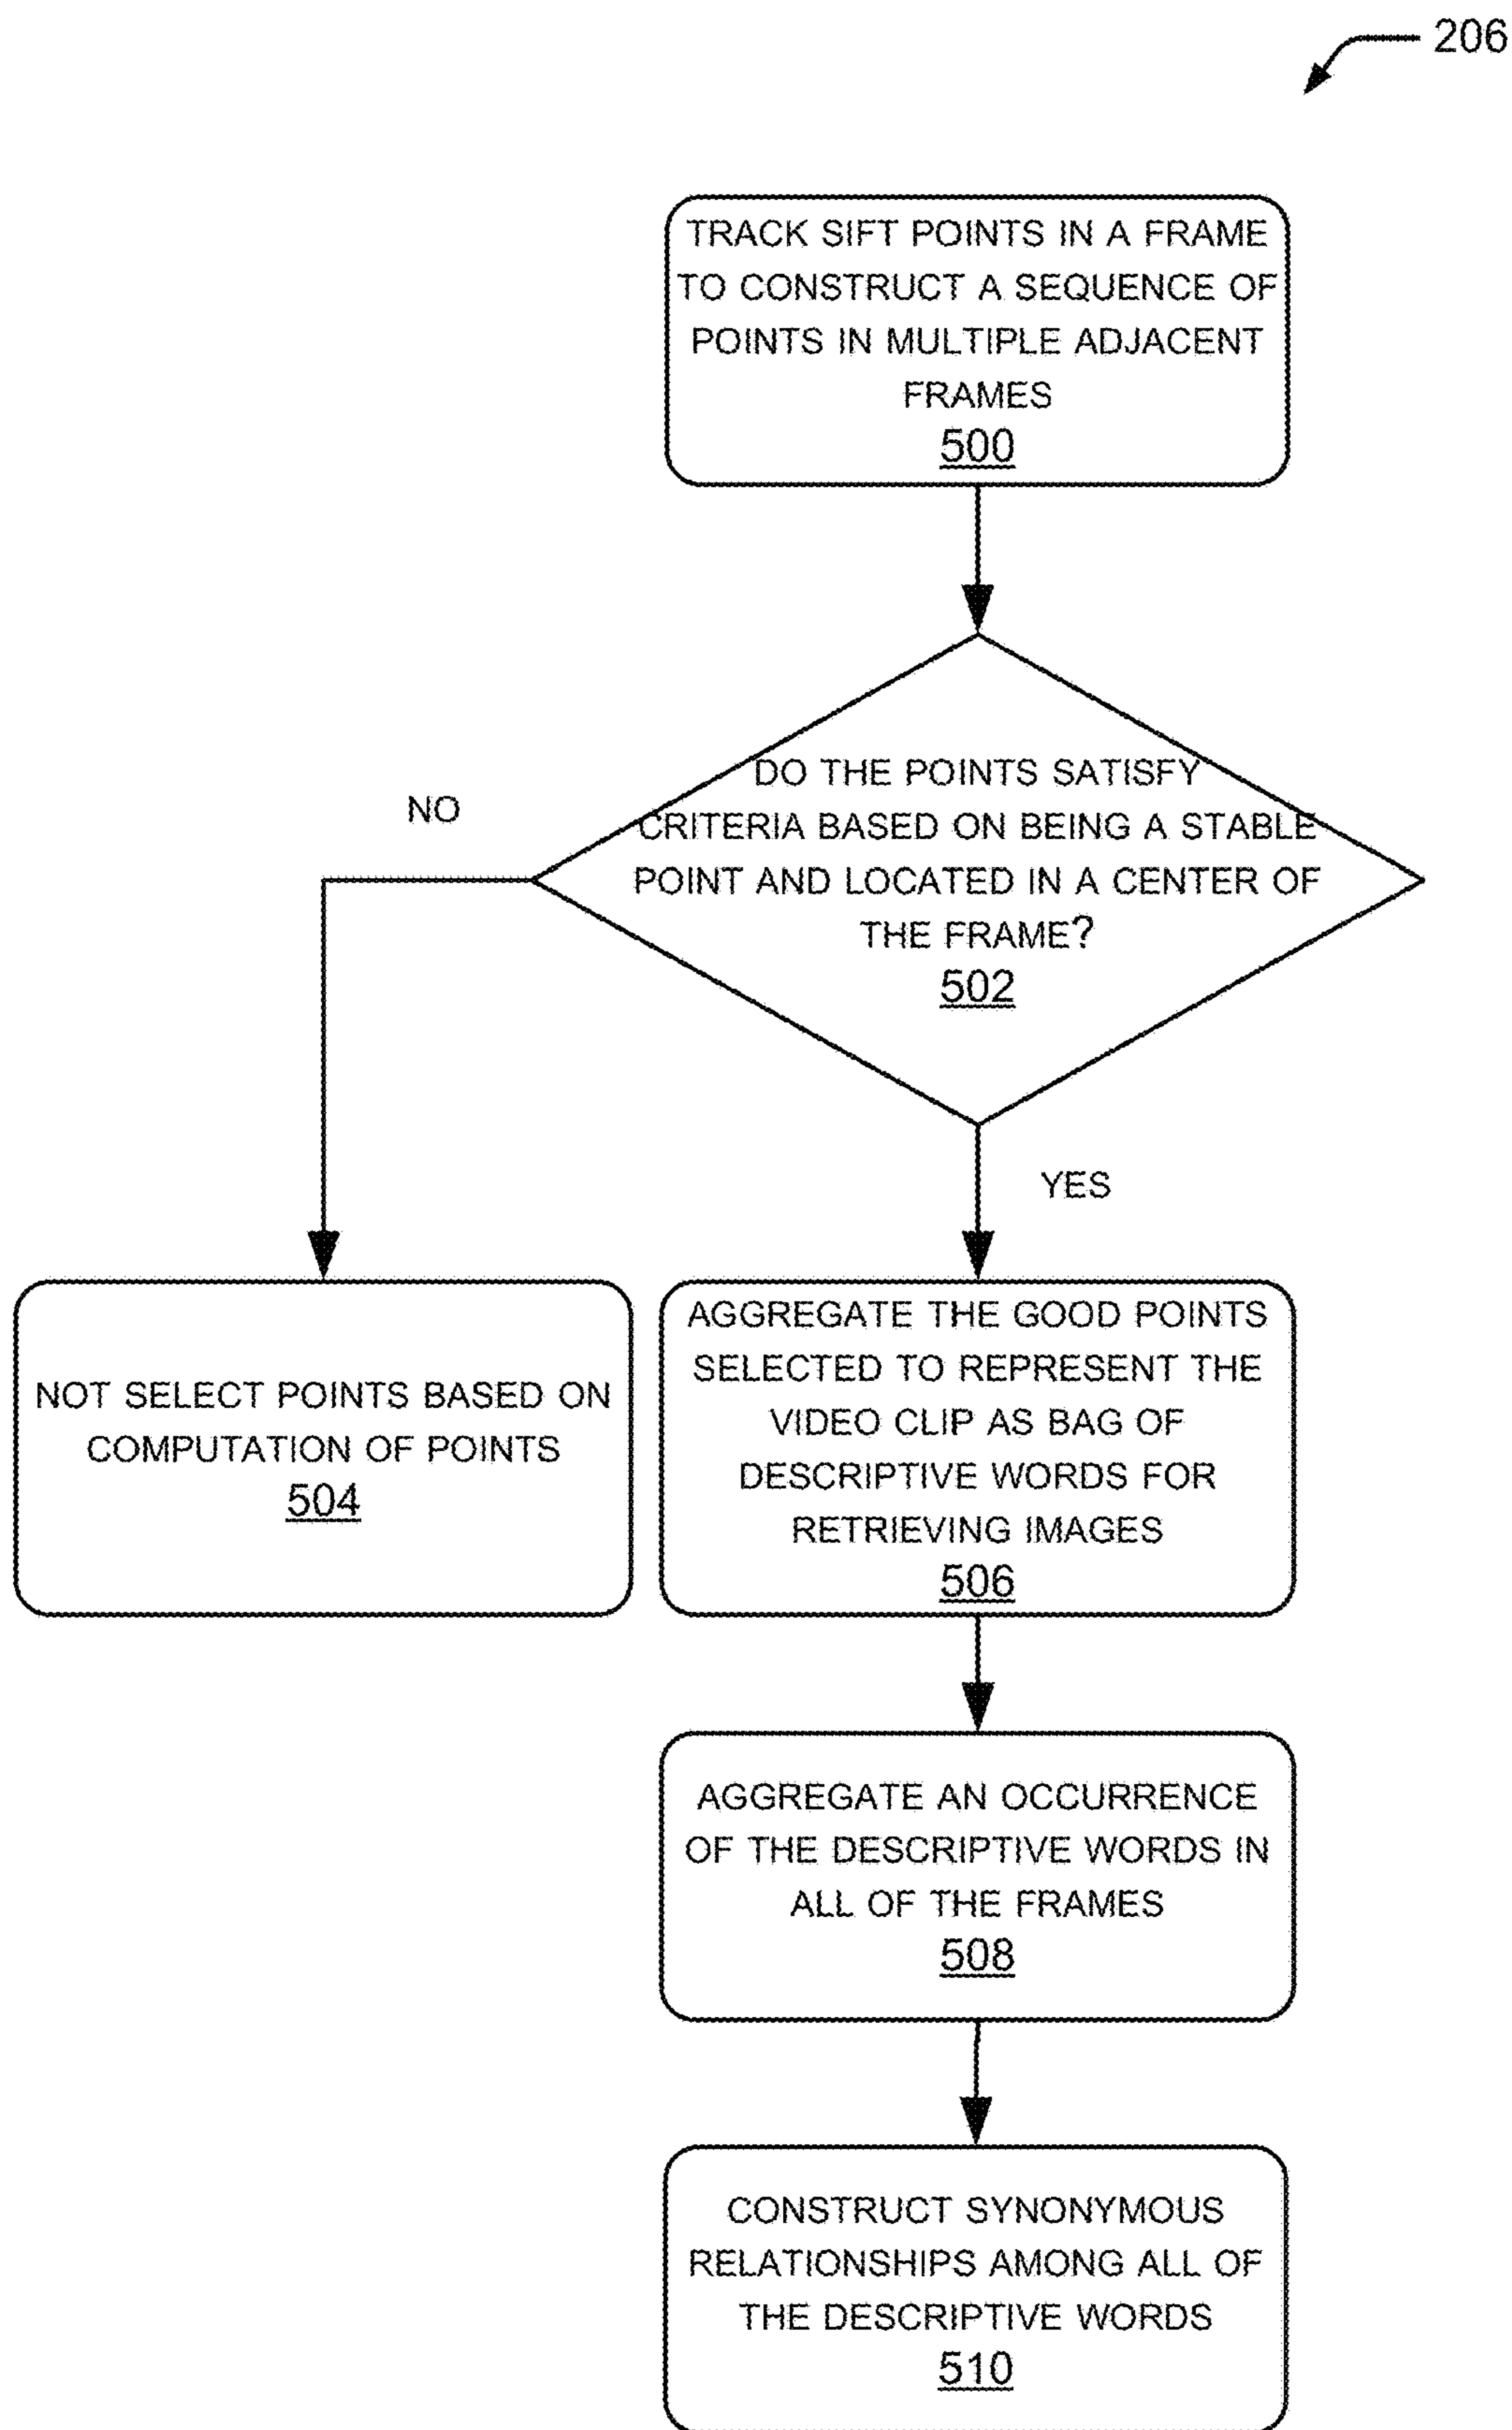 206
TRACK SIFT POINTS IN A FRAME
TO CONSTRUCT A SEQUENCE OF
POINTS IN MULTIPLE ADJACENT
FRAMES
500
DO THE POINTS SATISFY
CRITERIA BASED ON BEING A STABLE
POINT AND LOCATED IN A CENTER OF
THE FRAME?
502
NO
YES
NOT SELECT POINTS BASED ON
COMPUTATION OF POINTS
504
AGGREGATE THE GOOD POINTS
SELECTED TO REPRESENT THE
VIDEO CLIP AS BAG OF
DESCRIPTIVE WORDS FOR
RETRIEVING IMAGES
506
AGGREGATE AN OCCURRENCE
OF THE DESCRIPTIVE WORDS IN
ALL OF THE FRAMES
508
CONSTRUCT SYNONYMOUS
RELATIONSHIPS AMONG ALL OF
THE DESCRIPTIVE WORDS
510